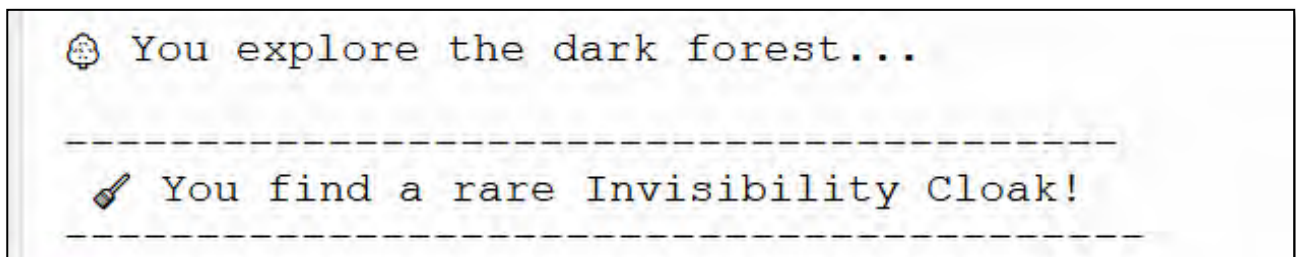 🌳 You explore the dark forest...
----------------------------------------
🧹 You find a rare Invisibility Cloak!
-----------------------------------------